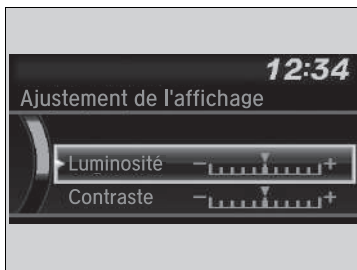 12:34
Ajustement de l'affichage
Luminosité - +
Contraste - +